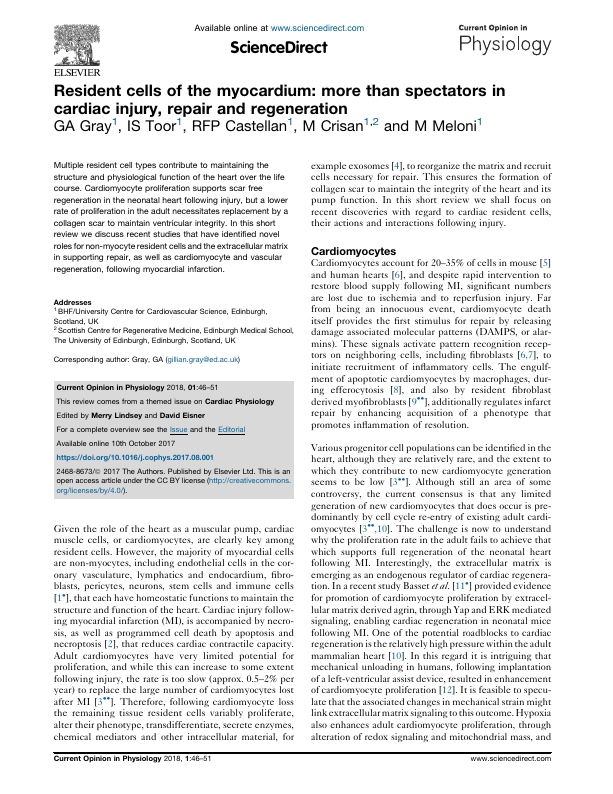 Available online at www.sciencedirect.com
ScienceDirect
Current Opinion in
Physiology
ELSEVIER
Resident cells of the myocardium: more than spectators in
cardiac injury, repair and regeneration
GA Gray1, IS Toor1, RFP Castellan1, M Crisan1,2 and M Meloni1
Multiple resident cell types contribute to maintaining the
structure and physiological function of the heart over the life
course. Cardiomyocyte proliferation supports scar free
regeneration in the neonatal heart following injury, but a lower
rate of proliferation in the adult necessitates replacement by a
collagen scar to maintain ventricular integrity. In this short
review we discuss recent studies that have identified novel
roles for non-myocyte resident cells and the extracellular matrix
in supporting repair, as well as cardiomyocyte and vascular
regeneration, following myocardial infarction.
Addresses
1 BHF/University Centre for Cardiovascular Science, Edinburgh,
Scotland, UK
2 Scottish Centre for Regenerative Medicine, Edinburgh Medical School,
The University of Edinburgh, Edinburgh, Scotland, UK
Corresponding author: Gray, GA (gillian.gray@ed.ac.uk)
Current Opinion in Physiology 2018, 01:46–51
This review comes from a themed issue on Cardiac Physiology
Edited by Merry Lindsey and David Eisner
For a complete overview see the Issue and the Editorial
Available online 10th October 2017
https://doi.org/10.1016/j.cophys.2017.08.001
2468-8673/© 2017 The Authors. Published by Elsevier Ltd. This is an
open access article under the CC BY license (http://creativecommons.
org/licenses/by/4.0/).
Given the role of the heart as a muscular pump, cardiac
muscle cells, or cardiomyocytes, are clearly key among
resident cells. However, the majority of myocardial cells
are non-myocytes, including endothelial cells in the cor-
onary vasculature, lymphatics and endocardium, fibro-
blasts, pericytes, neurons, stem cells and immune cells
[1•], that each have homeostatic functions to maintain the
structure and function of the heart. Cardiac injury follow-
ing myocardial infarction (MI), is accompanied by necro-
sis, as well as programmed cell death by apoptosis and
necroptosis [2], that reduces cardiac contractile capacity.
Adult cardiomyocytes have very limited potential for
proliferation, and while this can increase to some extent
following injury, the rate is too slow (approx. 0.5–2% per
year) to replace the large number of cardiomyocytes lost
after MI [3••]. Therefore, following cardiomyocyte loss
the remaining tissue resident cells variably proliferate,
alter their phenotype, transdifferentiate, secrete enzymes,
chemical mediators and other intracellular material, for
example exosomes [4], to reorganize the matrix and recruit
cells necessary for repair. This ensures the formation of
collagen scar to maintain the integrity of the heart and its
pump function. In this short review we shall focus on
recent discoveries with regard to cardiac resident cells,
their actions and interactions following injury.
Cardiomyocytes
Cardiomyocytes account for 20–35% of cells in mouse [5]
and human hearts [6], and despite rapid intervention to
restore blood supply following MI, significant numbers
are lost due to ischemia and to reperfusion injury. Far
from being an innocuous event, cardiomyocyte death
itself provides the first stimulus for repair by releasing
damage associated molecular patterns (DAMPS, or alar-
mins). These signals activate pattern recognition recep-
tors on neighboring cells, including fibroblasts [6,7], to
initiate recruitment of inflammatory cells. The engulf-
ment of apoptotic cardiomyocytes by macrophages, dur-
ing efferocytosis [8], and also by resident fibroblast
derived myofibroblasts [9••], additionally regulates infarct
repair by enhancing acquisition of a phenotype that
promotes inflammation of resolution.
Various progenitor cell populations can be identified in the
heart, although they are relatively rare, and the extent to
which they contribute to new cardiomyocyte generation
seems to be low [3••]. Although still an area of some
controversy, the current consensus is that any limited
generation of new cardiomyocytes that does occur is pre-
dominantly by cell cycle re-entry of existing adult cardi-
omyocytes [3••,10]. The challenge is now to understand
why the proliferation rate in the adult fails to achieve that
which supports full regeneration of the neonatal heart
following MI. Interestingly, the extracellular matrix is
emerging as an endogenous regulator of cardiac regenera-
tion. In a recent study Basset et al. [11•] provided evidence
for promotion of cardiomyocyte proliferation by extracel-
lular matrix derived agrin, through Yap and ERK mediated
signaling, enabling cardiac regeneration in neonatal mice
following MI. One of the potential roadblocks to cardiac
regeneration is the relatively high pressure within the adult
mammalian heart [10]. In this regard it is intriguing that
mechanical unloading in humans, following implantation
of a left-ventricular assist device, resulted in enhancement
of cardiomyocyte proliferation [12]. It is feasible to specu-
late that the associated changes in mechanical strain might
link extracellular matrix signaling to this outcome. Hypoxia
also enhances adult cardiomyocyte proliferation, through
alteration of redox signaling and mitochondrial mass, and
Current Opinion in Physiology 2018, 1:46–51
www.sciencedirect.com